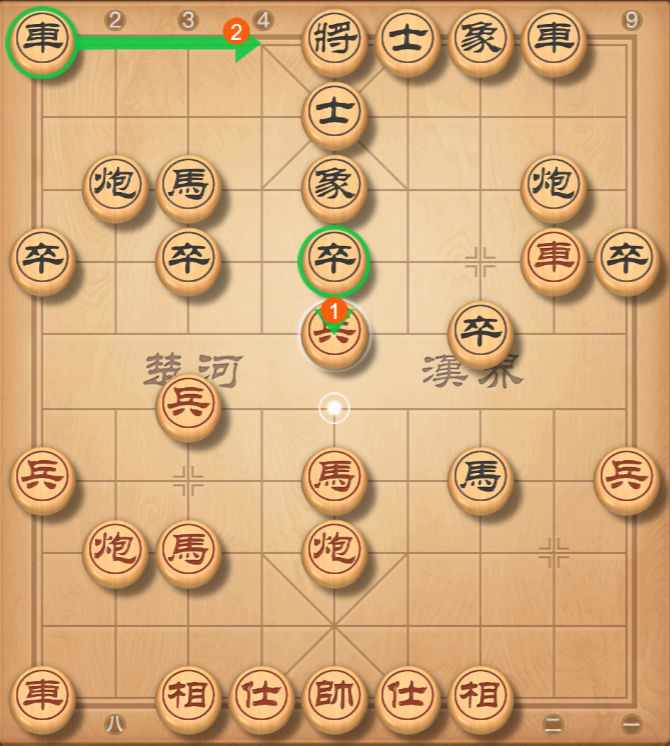 車 2 3 4 將 士 象 車 9
2
士
炮 馬 象 炮
卒 卒 卒 車 卒
1
兵 卒
楚河 漢界
兵
兵 馬 馬 兵
炮 馬 炮
車 相 仕 帥 仕 相
八 二 一